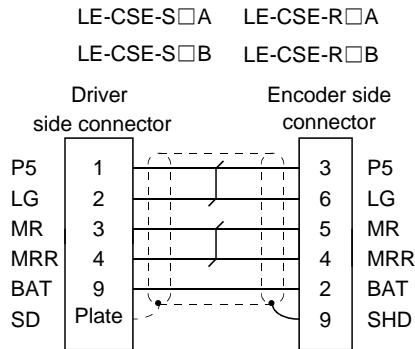 LE-CSE-S□A LE-CSE-R□A
LE-CSE-S□B LE-CSE-R□B
Driver side connector
Encoder side connector
P5 1 3 P5
LG 2 6 LG
MR 3 5 MR
MRR 4 4 MRR
BAT 9 2 BAT
SD Plate 9 SHD